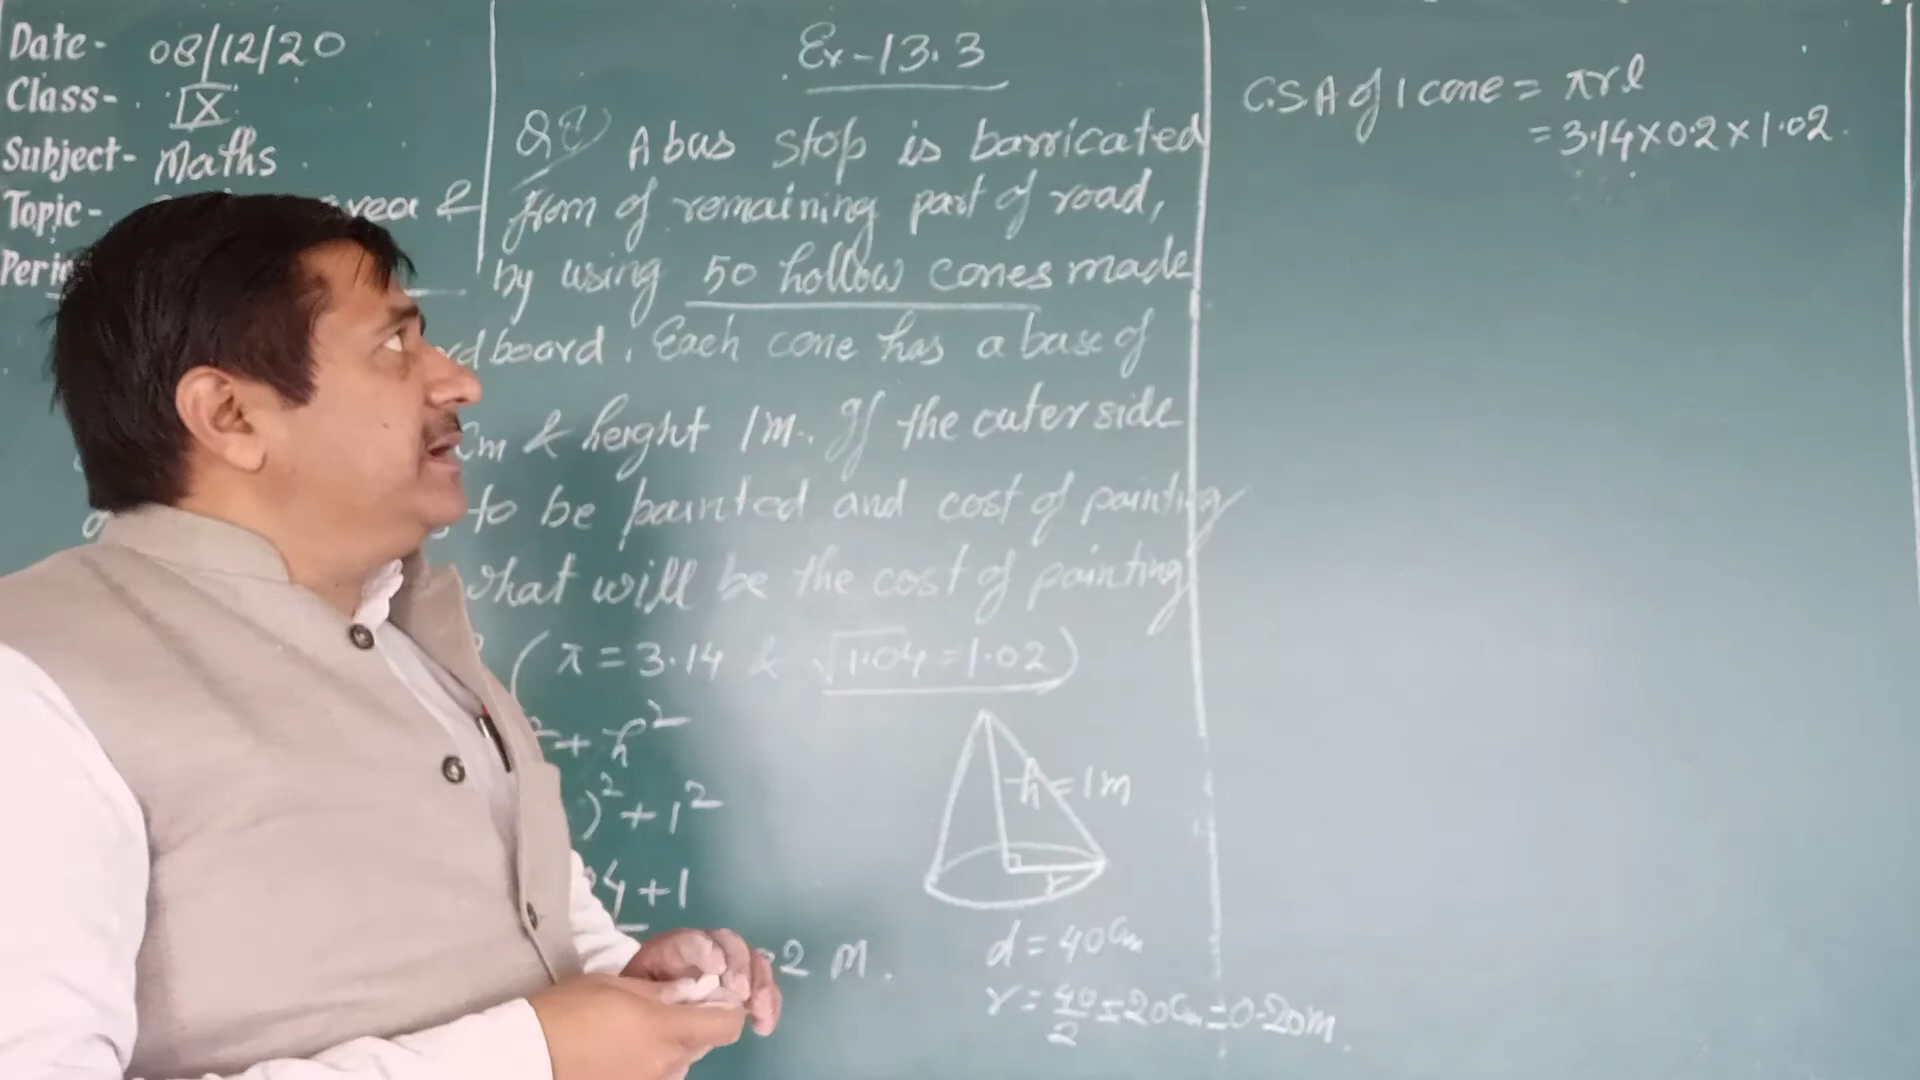 Date- 08/12/20
Class- IX
Subject- Maths
Topic- &
Ex-13.3
Q8 A bus stop is barricated
from of remaining part of road,
by using 50 hollow cones made
board. Each cone has a base of
cm & height 1m. If the outer side
to be painted and cost of painting
what will be the cost of painting
(π = 3.14 & √1.04 = 1.02)
+ h²
)² + 1²
4 + 1
2 m.
h = 1m
r
d = 40cm
r = 40/2 = 20cm = 0.20m.
C.S.A of 1 cone = πrl
= 3.14 × 0.2 × 1.02